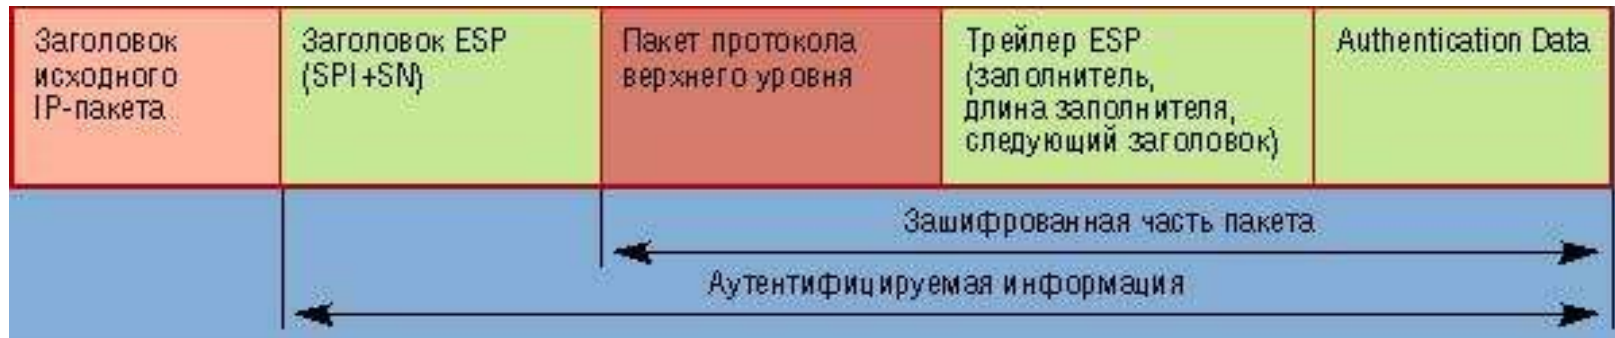 Заголовок
исходного
IP-пакета
Заголовок ESP
(SPI+SN)
Пакет протокола
верхнего уровня
Трейлер ESP
(заполнитель,
длина заполнителя,
следующий заголовок)
Authentication Data
Зашифрованная часть пакета
Аутентифицируемая информация